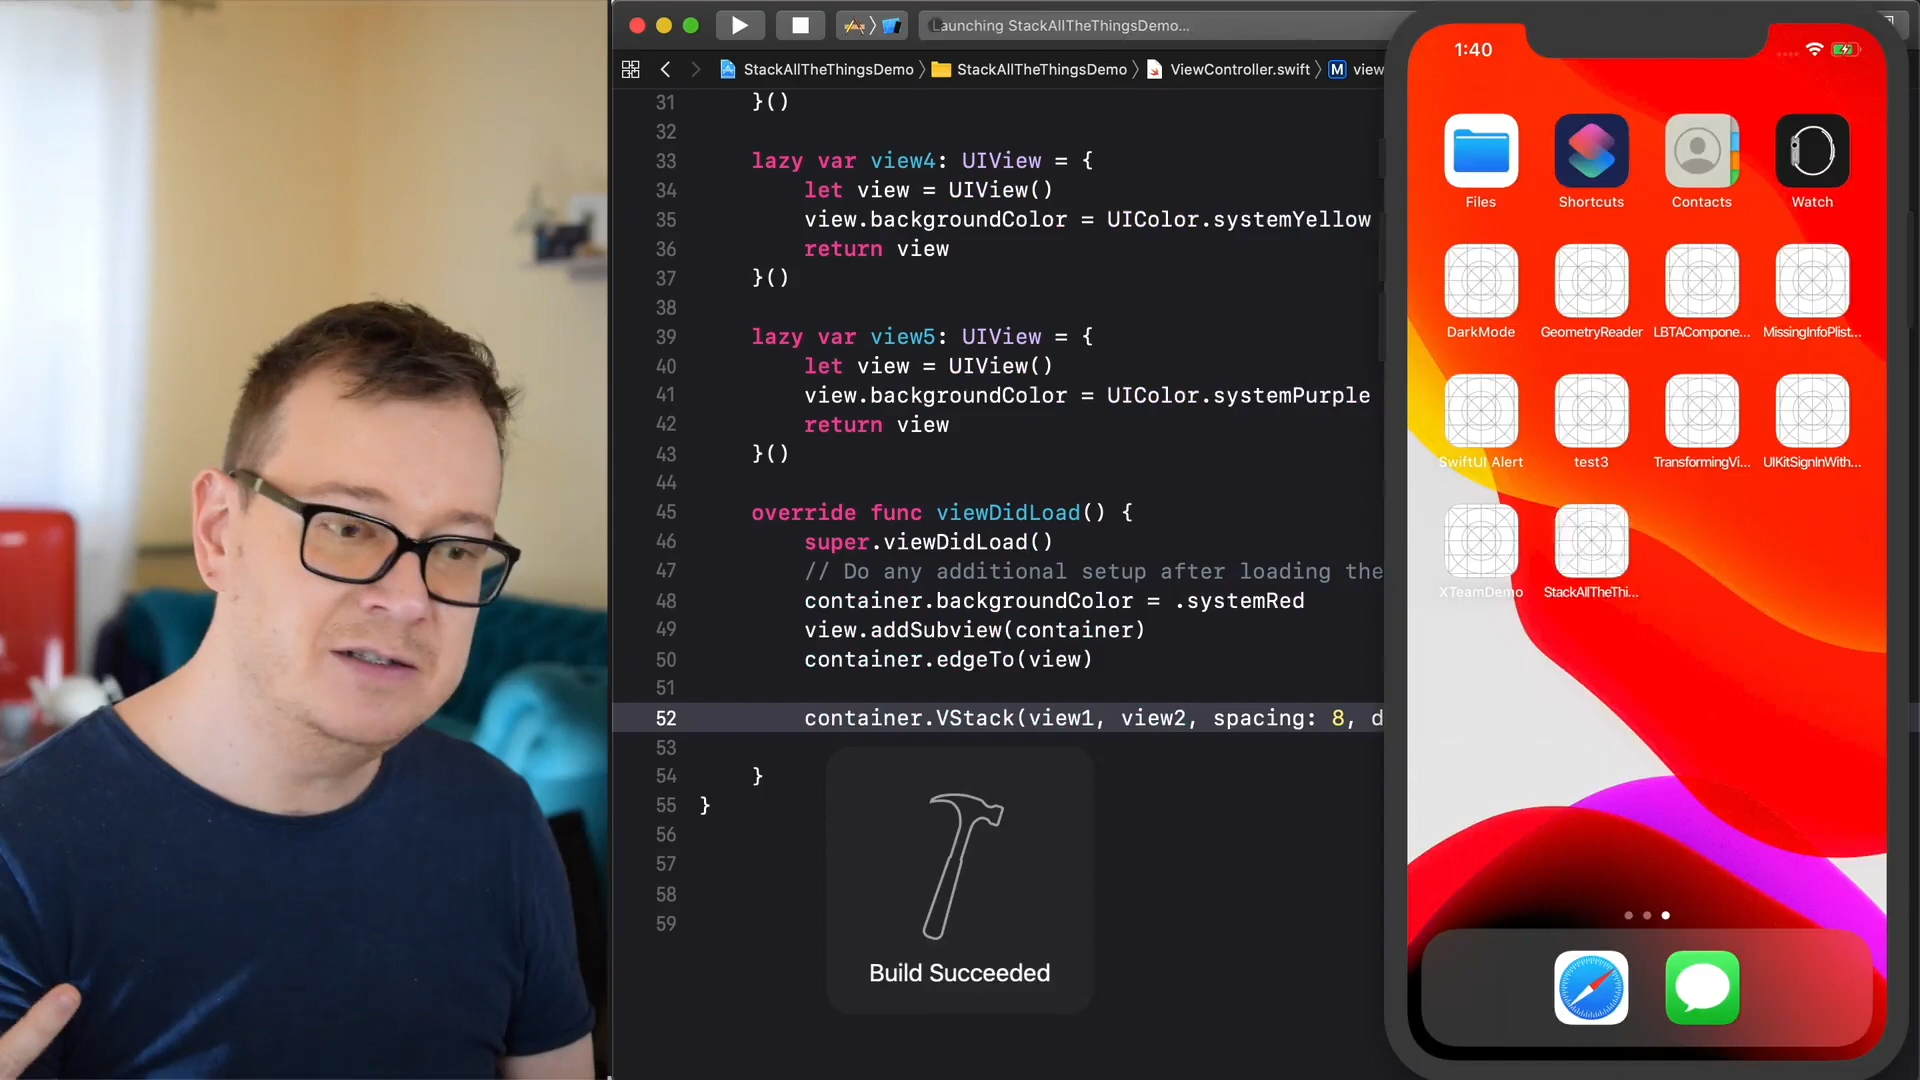 Launching StackAllTheThingsDemo...
StackAllTheThingsDemo 〉 StackAllTheThingsDemo 〉 ViewController.swift 〉 M view
31 }()
32
33 lazy var view4: UIView = {
34 let view = UIView()
35 view.backgroundColor = UIColor.systemYellow
36 return view
37 }()
38
39 lazy var view5: UIView = {
40 let view = UIView()
41 view.backgroundColor = UIColor.systemPurple
42 return view
43 }()
44
45 override func viewDidLoad() {
46 super.viewDidLoad()
47 // Do any additional setup after loading the
48 container.backgroundColor = .systemRed
49 view.addSubview(container)
50 container.edgeTo(view)
51
52 container.VStack(view1, view2, spacing: 8, d
53
54 }
55 }
56
57
58
59
Build Succeeded
1:40
Files Shortcuts Contacts Watch
DarkMode GeometryReader LBTACompone... MissingInfoPlist...
SwiftUI Alert test3 TransformingVi... UIKitSignInWith...
XTeamDemo StackAllTheThi...